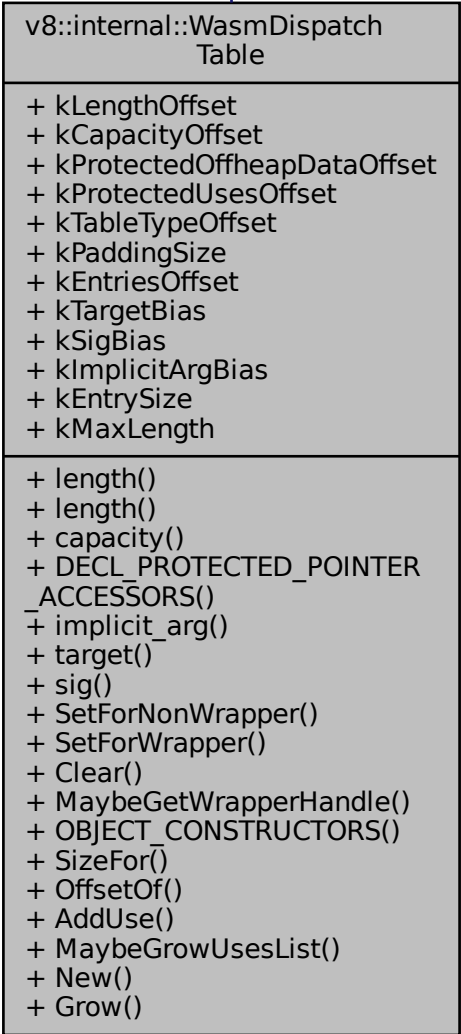 v8::internal::WasmDispatch
Table
+ kLengthOffset
+ kCapacityOffset
+ kProtectedOffheapDataOffset
+ kProtectedUsesOffset
+ kTableTypeOffset
+ kPaddingSize
+ kEntriesOffset
+ kTargetBias
+ kSigBias
+ kImplicitArgBias
+ kEntrySize
+ kMaxLength
+ length()
+ length()
+ capacity()
+ DECL_PROTECTED_POINTER
_ACCESSORS()
+ implicit_arg()
+ target()
+ sig()
+ SetForNonWrapper()
+ SetForWrapper()
+ Clear()
+ MaybeGetWrapperHandle()
+ OBJECT_CONSTRUCTORS()
+ SizeFor()
+ OffsetOf()
+ AddUse()
+ MaybeGrowUsesList()
+ New()
+ Grow()